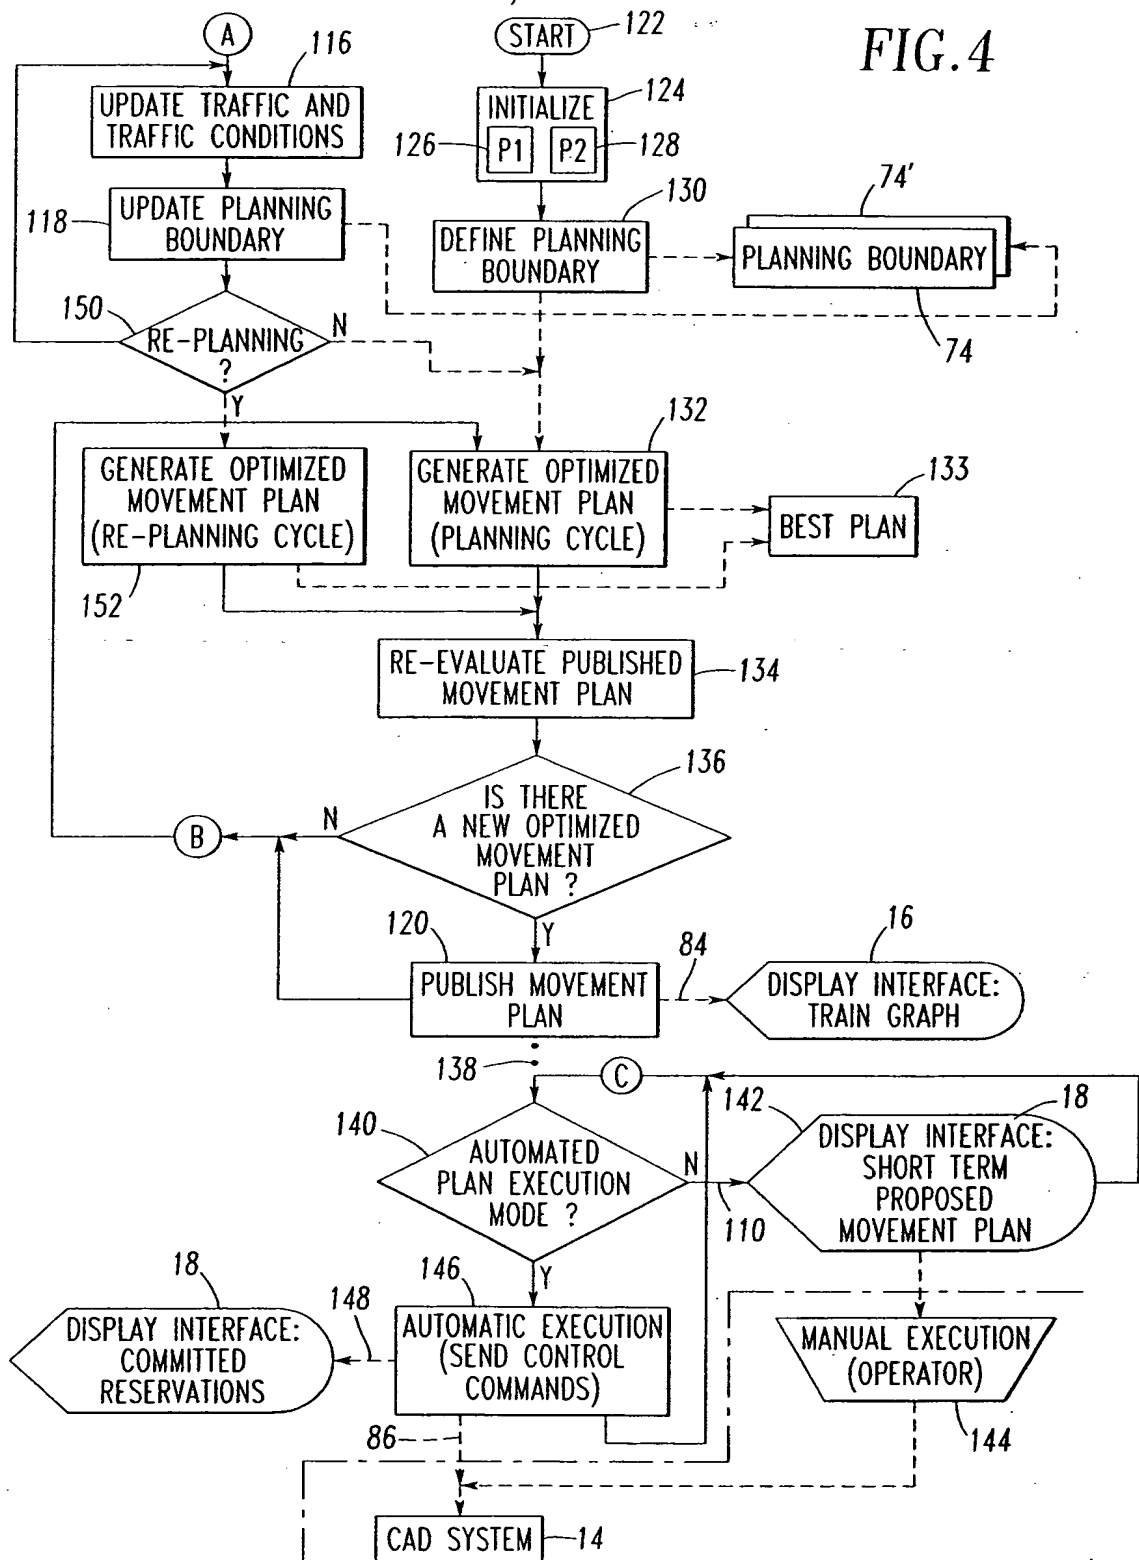 FIG.4
A
116
UPDATE TRAFFIC AND
TRAFFIC CONDITIONS
START
122
INITIALIZE
124
126
P1
P2
128
118
UPDATE PLANNING
BOUNDARY
130
DEFINE PLANNING
BOUNDARY
74'
PLANNING BOUNDARY
74
150
RE-PLANNING
?
N
Y
132
GENERATE OPTIMIZED
MOVEMENT PLAN
(RE-PLANNING CYCLE)
152
GENERATE OPTIMIZED
MOVEMENT PLAN
(PLANNING CYCLE)
133
BEST PLAN
RE-EVALUATE PUBLISHED
MOVEMENT PLAN
134
136
IS THERE
A NEW OPTIMIZED
MOVEMENT
PLAN ?
N
B
Y
120
PUBLISH MOVEMENT
PLAN
84
16
DISPLAY INTERFACE:
TRAIN GRAPH
138
C
140
AUTOMATED
PLAN EXECUTION
MODE ?
N
110
142
18
DISPLAY INTERFACE:
SHORT TERM
PROPOSED
MOVEMENT PLAN
Y
146
AUTOMATIC EXECUTION
(SEND CONTROL
COMMANDS)
148
18
DISPLAY INTERFACE:
COMMITTED
RESERVATIONS
MANUAL EXECUTION
(OPERATOR)
144
86
CAD SYSTEM
14